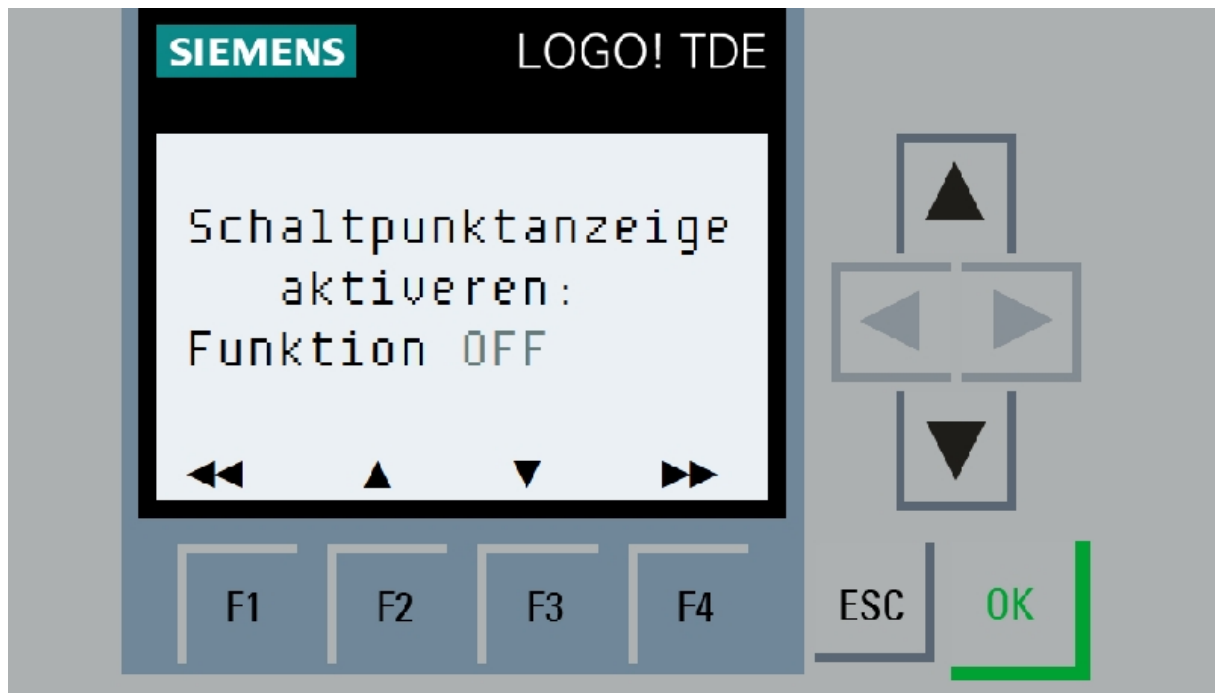 SIEMENS LOGO! TDE
Schaltpunktanzeige
aktiveren:
Funktion OFF
◀◀ ▲ ▼ ▶▶
F1 F2 F3 F4 ESC OK